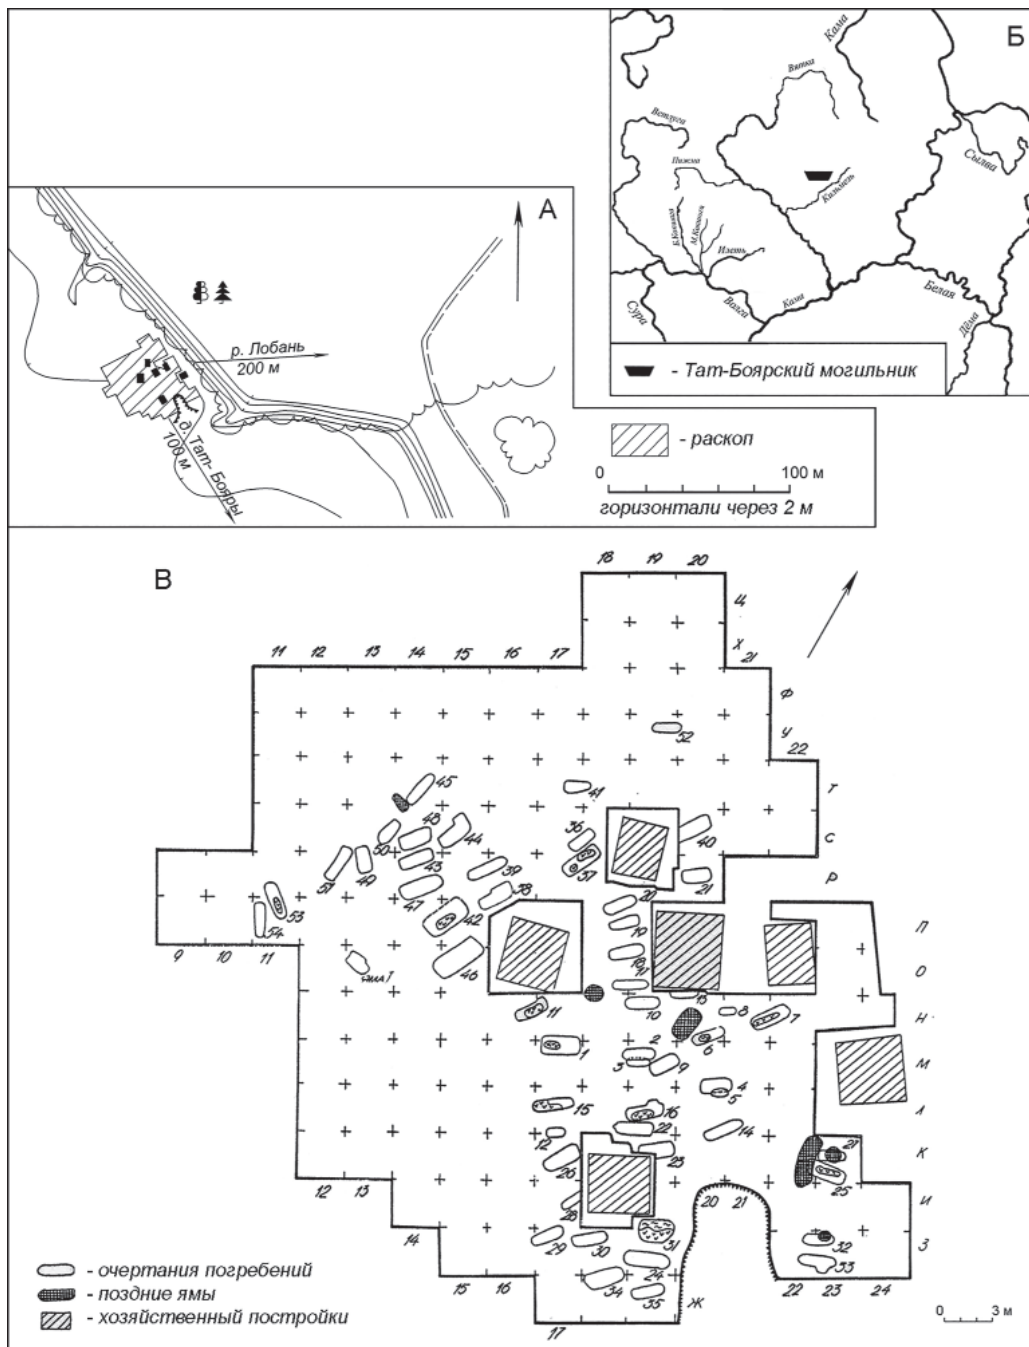 Б
Кама
Вятка
Ветлуга
Сылва
Пижма
Кильмезь
Б.Кокшага
М.Кокшага
Илеть
Белая
Волга
Кама
Сура
Дёма
- Тат-Боярский могильник
А
р. Лобань
200 м
д. Тат-Бояры
100 м
- раскоп
0 100 м
горизонтали через 2 м
В
18 19 20
Ц
Х
21
11 12 13 14 15 16 17
Ф
У
52
22
45
41
Т
48
44
36
40
С
50
43
37
51
49
39
21
Р
47
38
20
53
42
19
П
54
18
9 10 11
46
17
О
яма I
13
11
10
8
7
Н
2
6
1
3
9
М
4
5
15
16
Л
22
14
12
23
27
К
26
25
12 13
20 21
И
28
14
29
30
31
32
З
24
33
- очертания погребений
34
15 16
35
22 23 24
- поздние ямы
Ж
0 3 м
- хозяйственный постройки
17